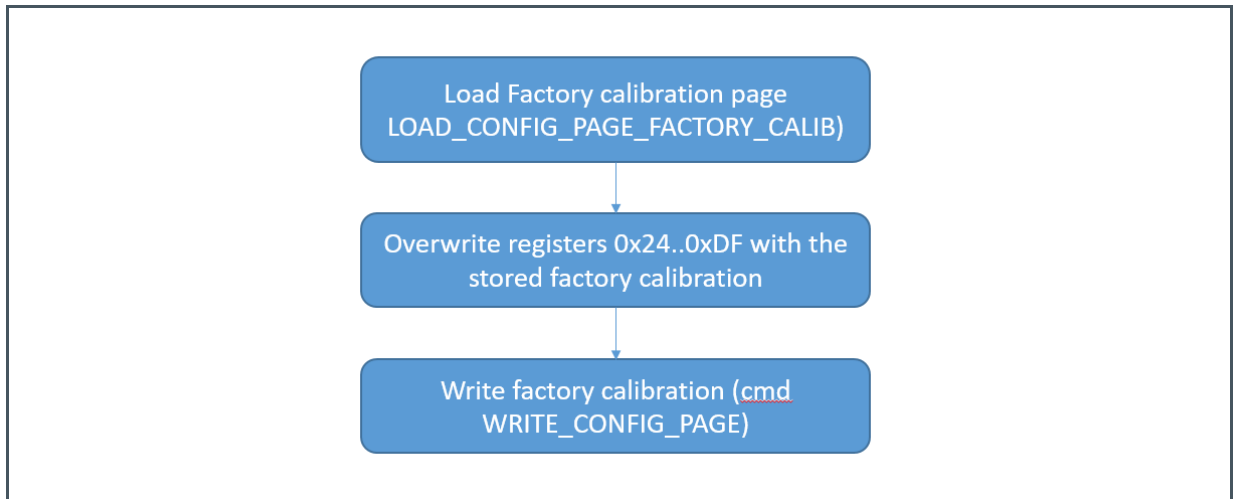 Load Factory calibration page
LOAD_CONFIG_PAGE_FACTORY_CALIB)
Overwrite registers 0x24..0xDF with the
stored factory calibration
Write factory calibration (cmd
WRITE_CONFIG_PAGE)